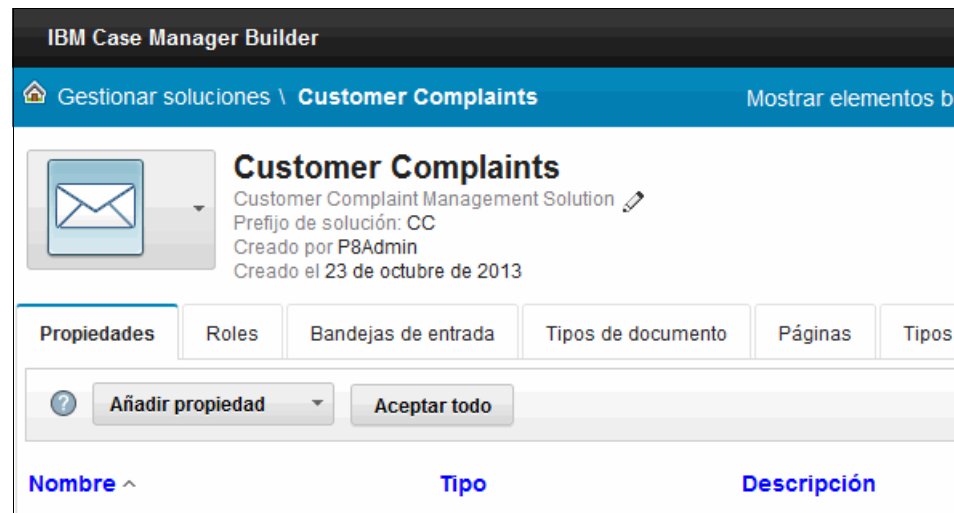 IBM Case Manager Builder
Gestionar soluciones \ Customer Complaints Mostrar elementos b
Customer Complaints
Customer Complaint Management Solution
Prefijo de solución: CC
Creado por P8Admin
Creado el 23 de octubre de 2013
Propiedades Roles Bandejas de entrada Tipos de documento Páginas Tipos
? Añadir propiedad Aceptar todo
Nombre Tipo Descripción